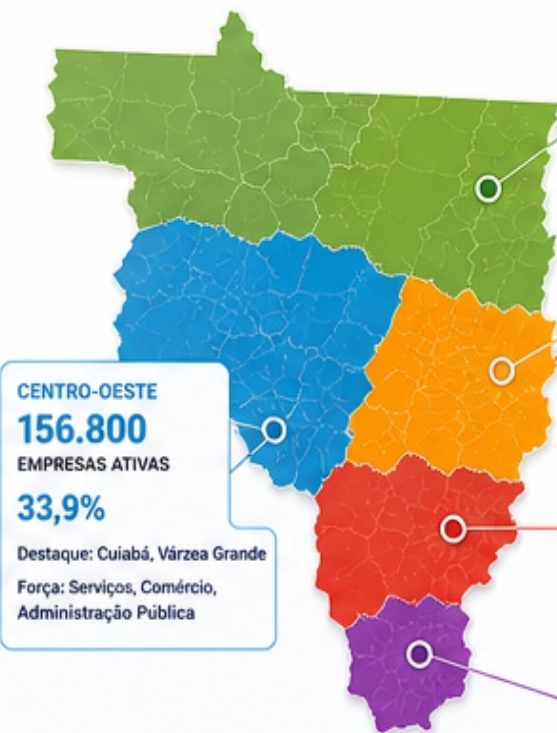 CENTRO-OESTE
156.800
EMPRESAS ATIVAS
33,9%
Destaque: Cuiabá, Várzea Grande
Força: Serviços, Comércio,
Administração Pública